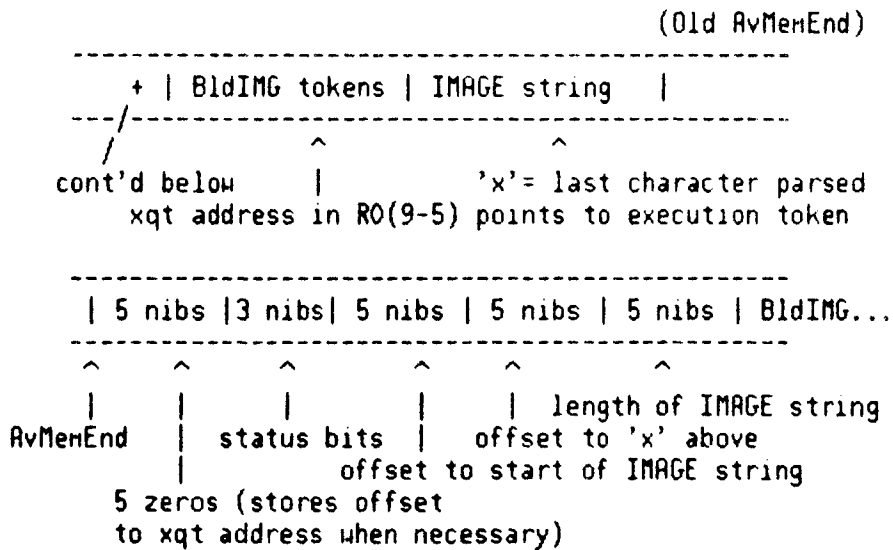 (Old AvMemEnd)
-----------------------------------------------
+ | BldIMG tokens | IMAGE string |
---/-------------------------------------------
/ ^ ^
cont'd below | 'x'= last character parsed
xqt address in R0(9-5) points to execution token
-----------------------------------------------
| 5 nibs |3 nibs| 5 nibs | 5 nibs | 5 nibs | BldIMG...
-----------------------------------------------
^ ^ ^ ^ ^ ^
| | | | | length of IMAGE string
AvMemEnd | status bits | offset to 'x' above
| offset to start of IMAGE string
5 zeros (stores offset
to xqt address when necessary)